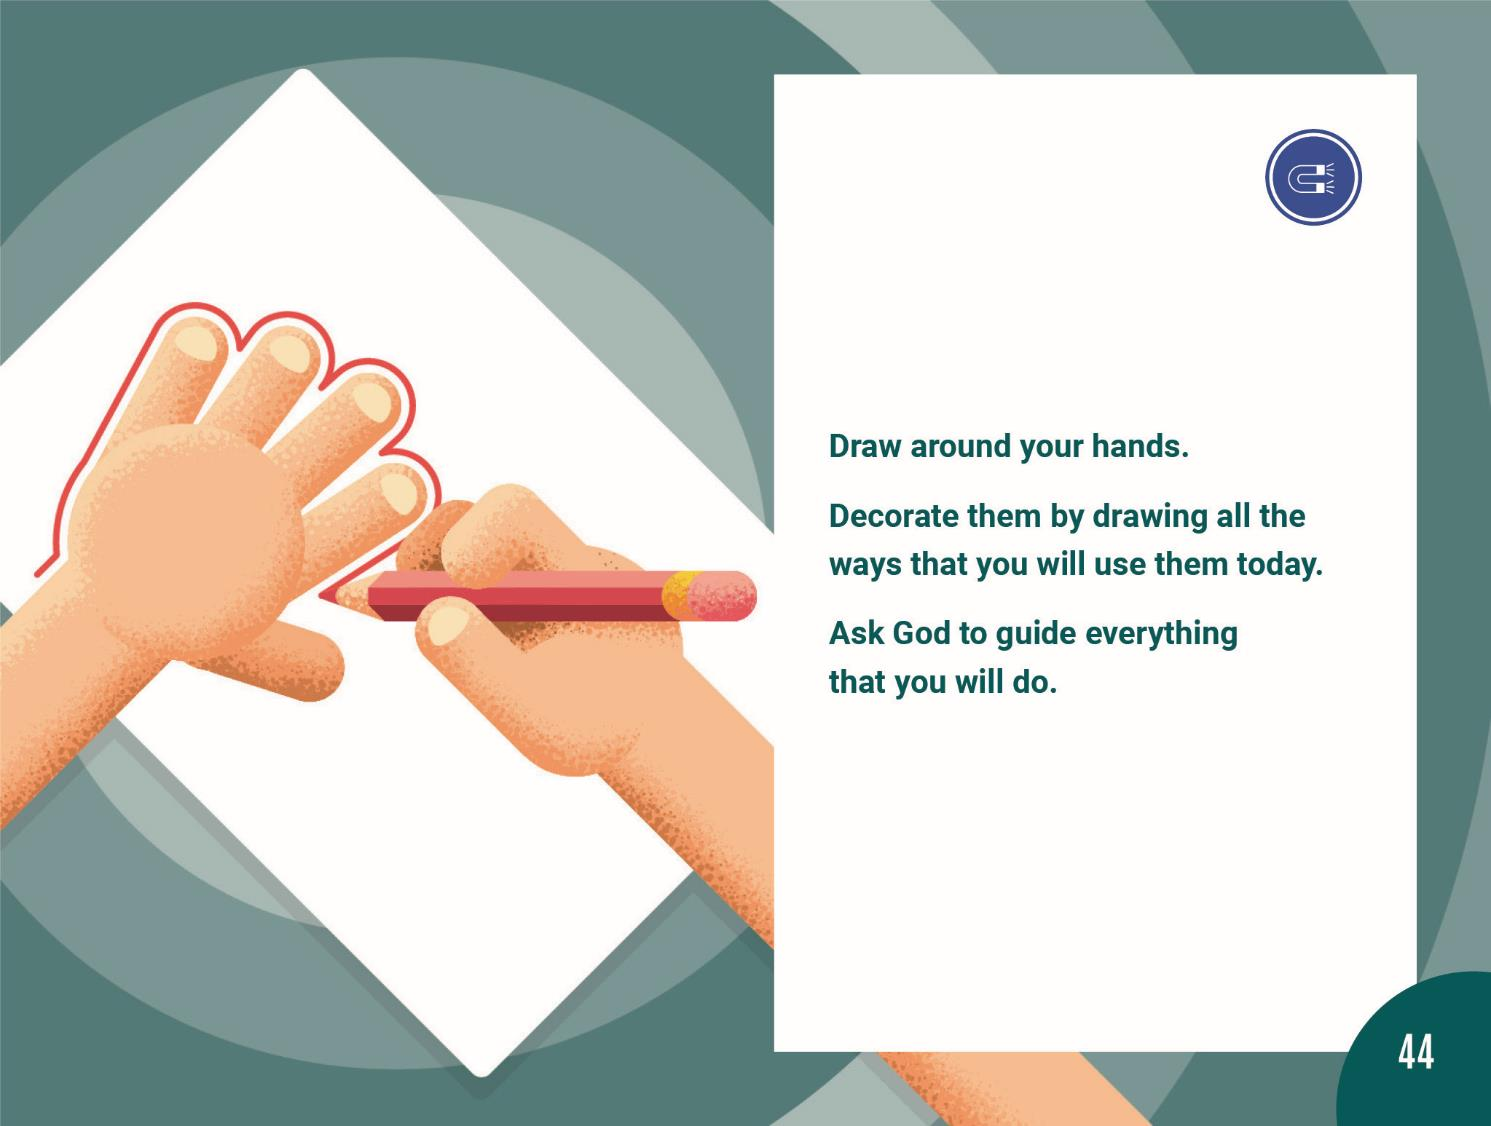 Draw around your hands.
Decorate them by drawing all the
ways that you will use them today.
Ask God to guide everything
that you will do.
44